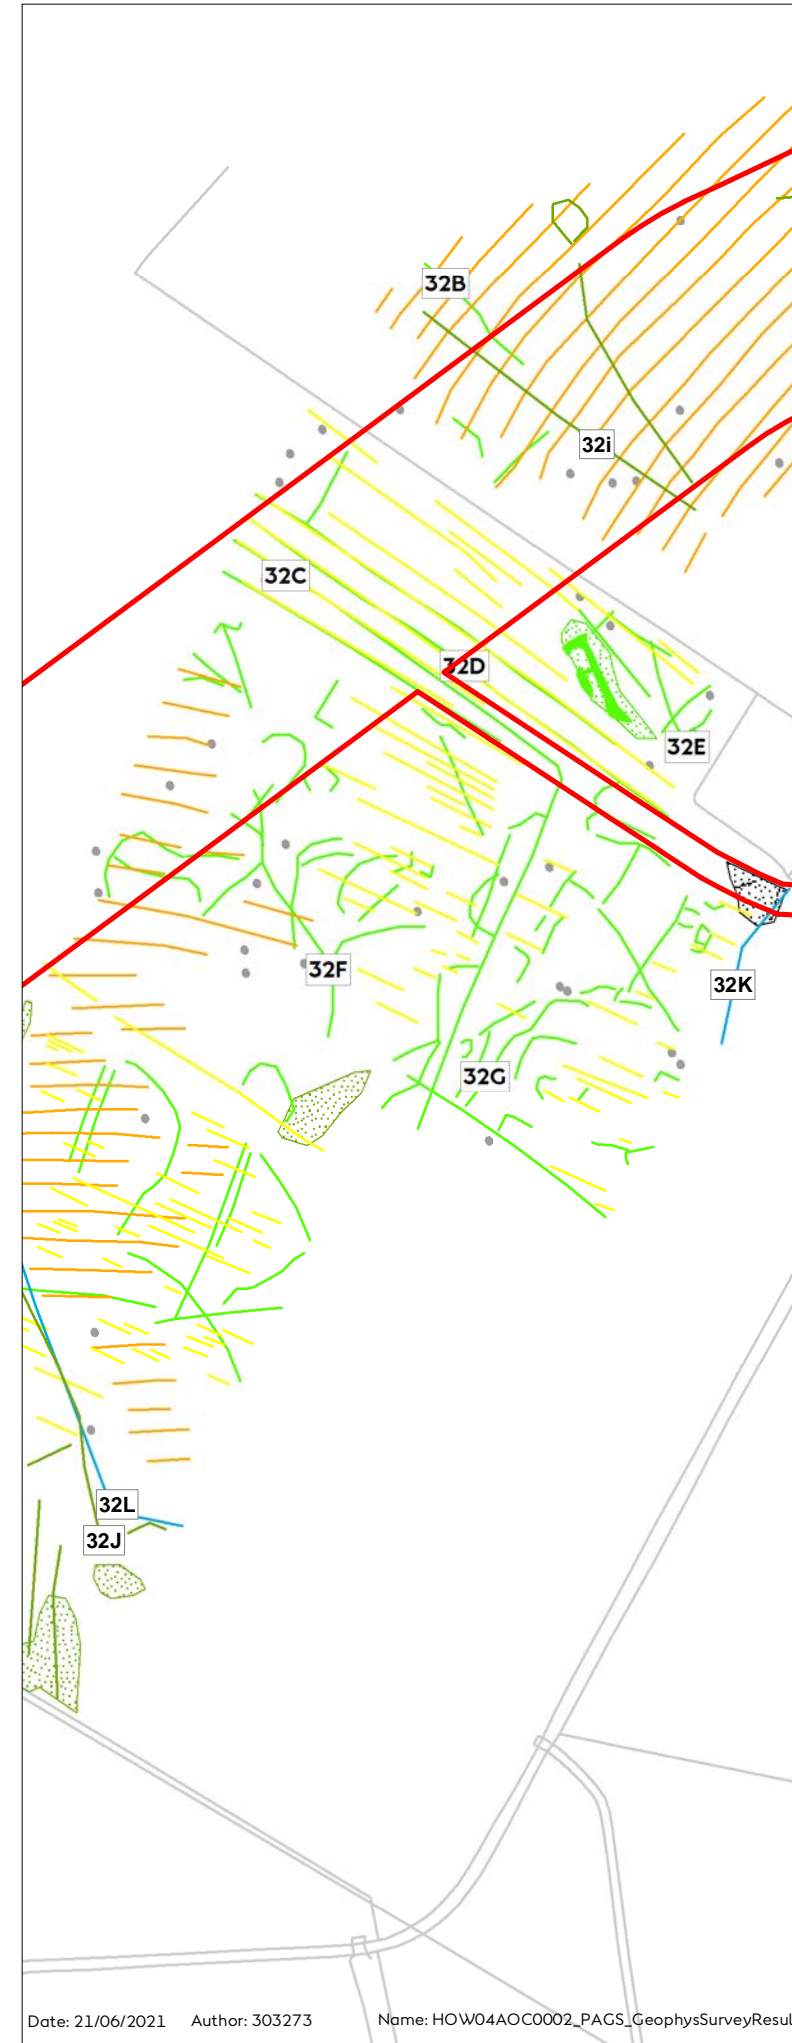 32B
32i
32C
32D
32E
32F
32K
32G
32L
32J
Date: 21/06/2021 Author: 303273 Name: HOW04AOC0002_PAGS_GeophysSurveyResul